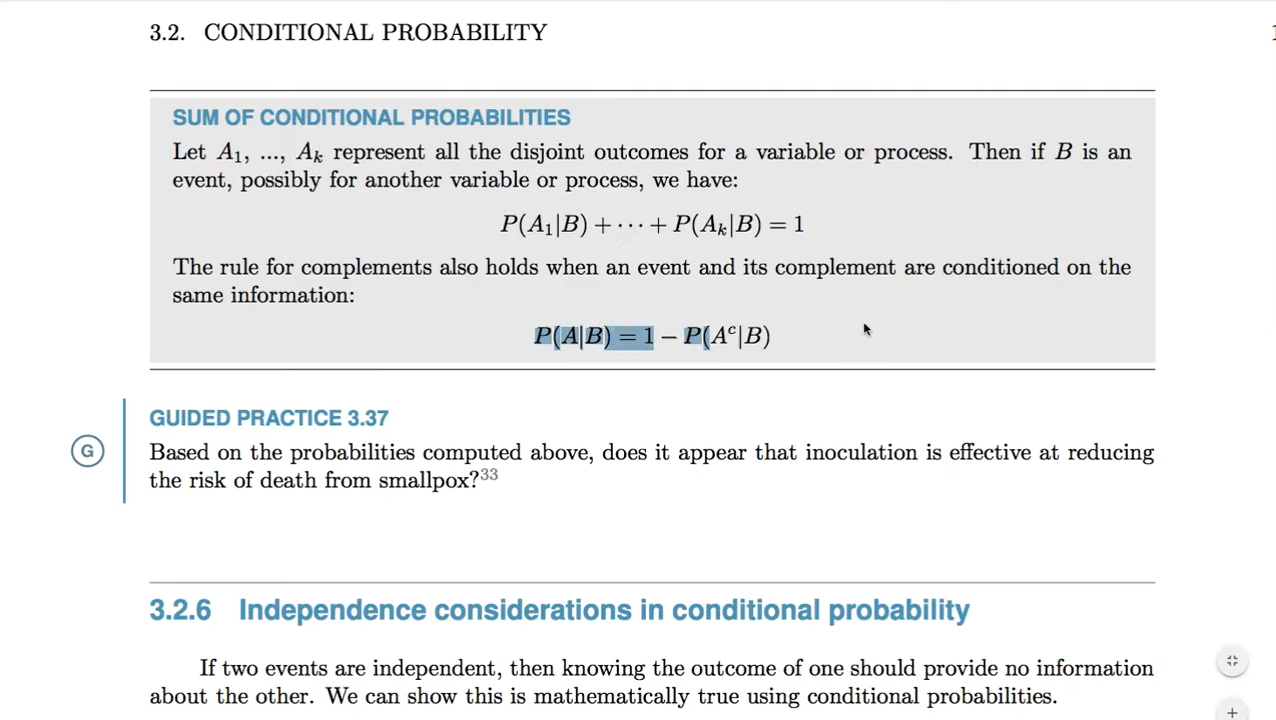 3.2. CONDITIONAL PROBABILITY
SUM OF CONDITIONAL PROBABILITIES
Let A₁, ..., Aₖ represent all the disjoint outcomes for a variable or process. Then if B is an
event, possibly for another variable or process, we have:
P(A₁|B) + ⋯ + P(Aₖ|B) = 1
The rule for complements also holds when an event and its complement are conditioned on the
same information:
P(A|B) = 1 − P(Aᶜ|B)
GUIDED PRACTICE 3.37
G
Based on the probabilities computed above, does it appear that inoculation is effective at reducing
the risk of death from smallpox?³³
3.2.6 Independence considerations in conditional probability
If two events are independent, then knowing the outcome of one should provide no information
about the other. We can show this is mathematically true using conditional probabilities.